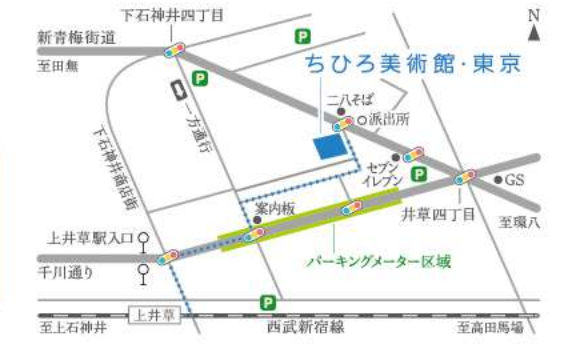 下石神井四丁目
N
新青梅街道
P
至田無
ちひろ美術館・東京
P
二八そば
派出所
一方通行
下石神井商店街
セブン
イレブン
P
GS
井草四丁目
至環八
案内板
上井草駅入口
千川通り
パーキングメーター区域
P
上井草
至上石神井
西武新宿線
至高田馬場